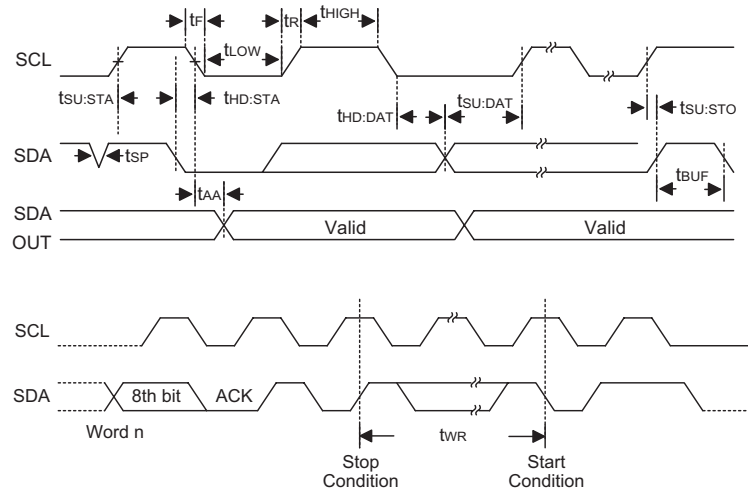 tF tR tHIGH
SCL tLOW
tSU:STA tHD:STA tHD:DAT tSU:DAT tSU:STO
SDA tSP tBUF
tAA
SDA
OUT Valid Valid
SCL
SDA 8th bit ACK
Word n tWR
Stop Start
Condition Condition